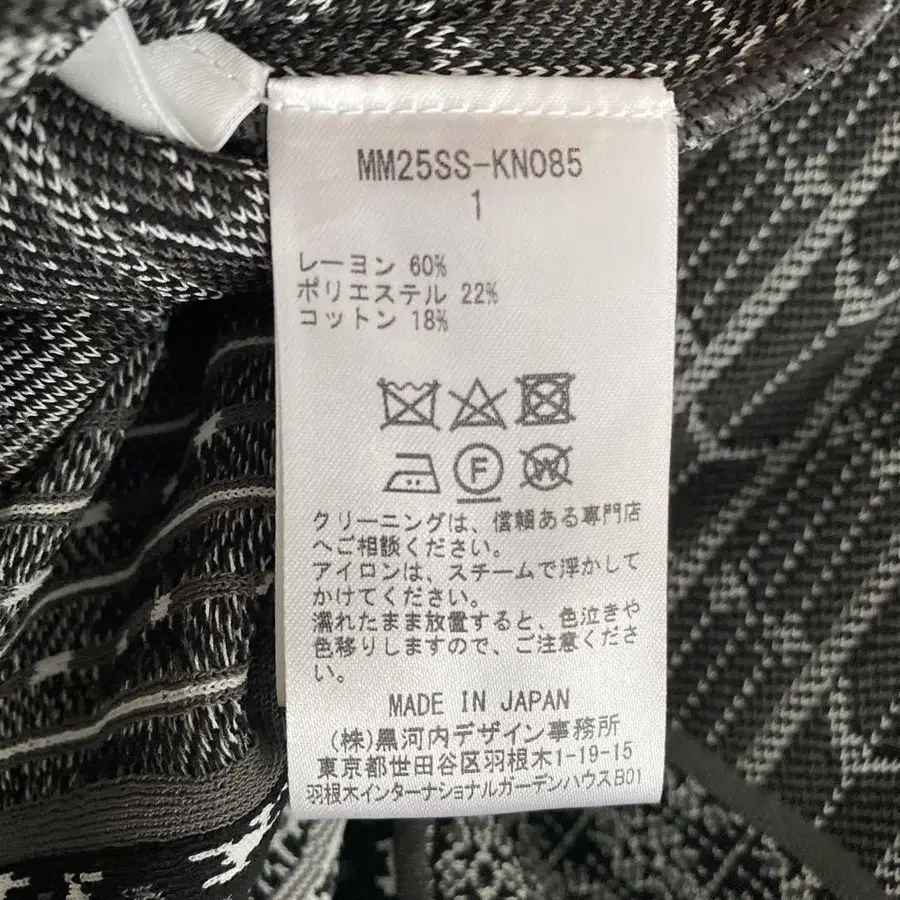 MM25SS-KN085
1
レーヨン 60%
ポリエステル 22%
コットン 18%
F
W
クリーニングは、信頼ある専門店
へご相談ください。
アイロンは、スチームで浮かして
かけてください。
濡れたまま放置すると、色泣きや
色移りしますので、ご注意くださ
い。
MADE IN JAPAN
(株)黒河内デザイン事務所
東京都世田谷区羽根木1-19-15
羽根木インターナショナルガーデンハウスB01